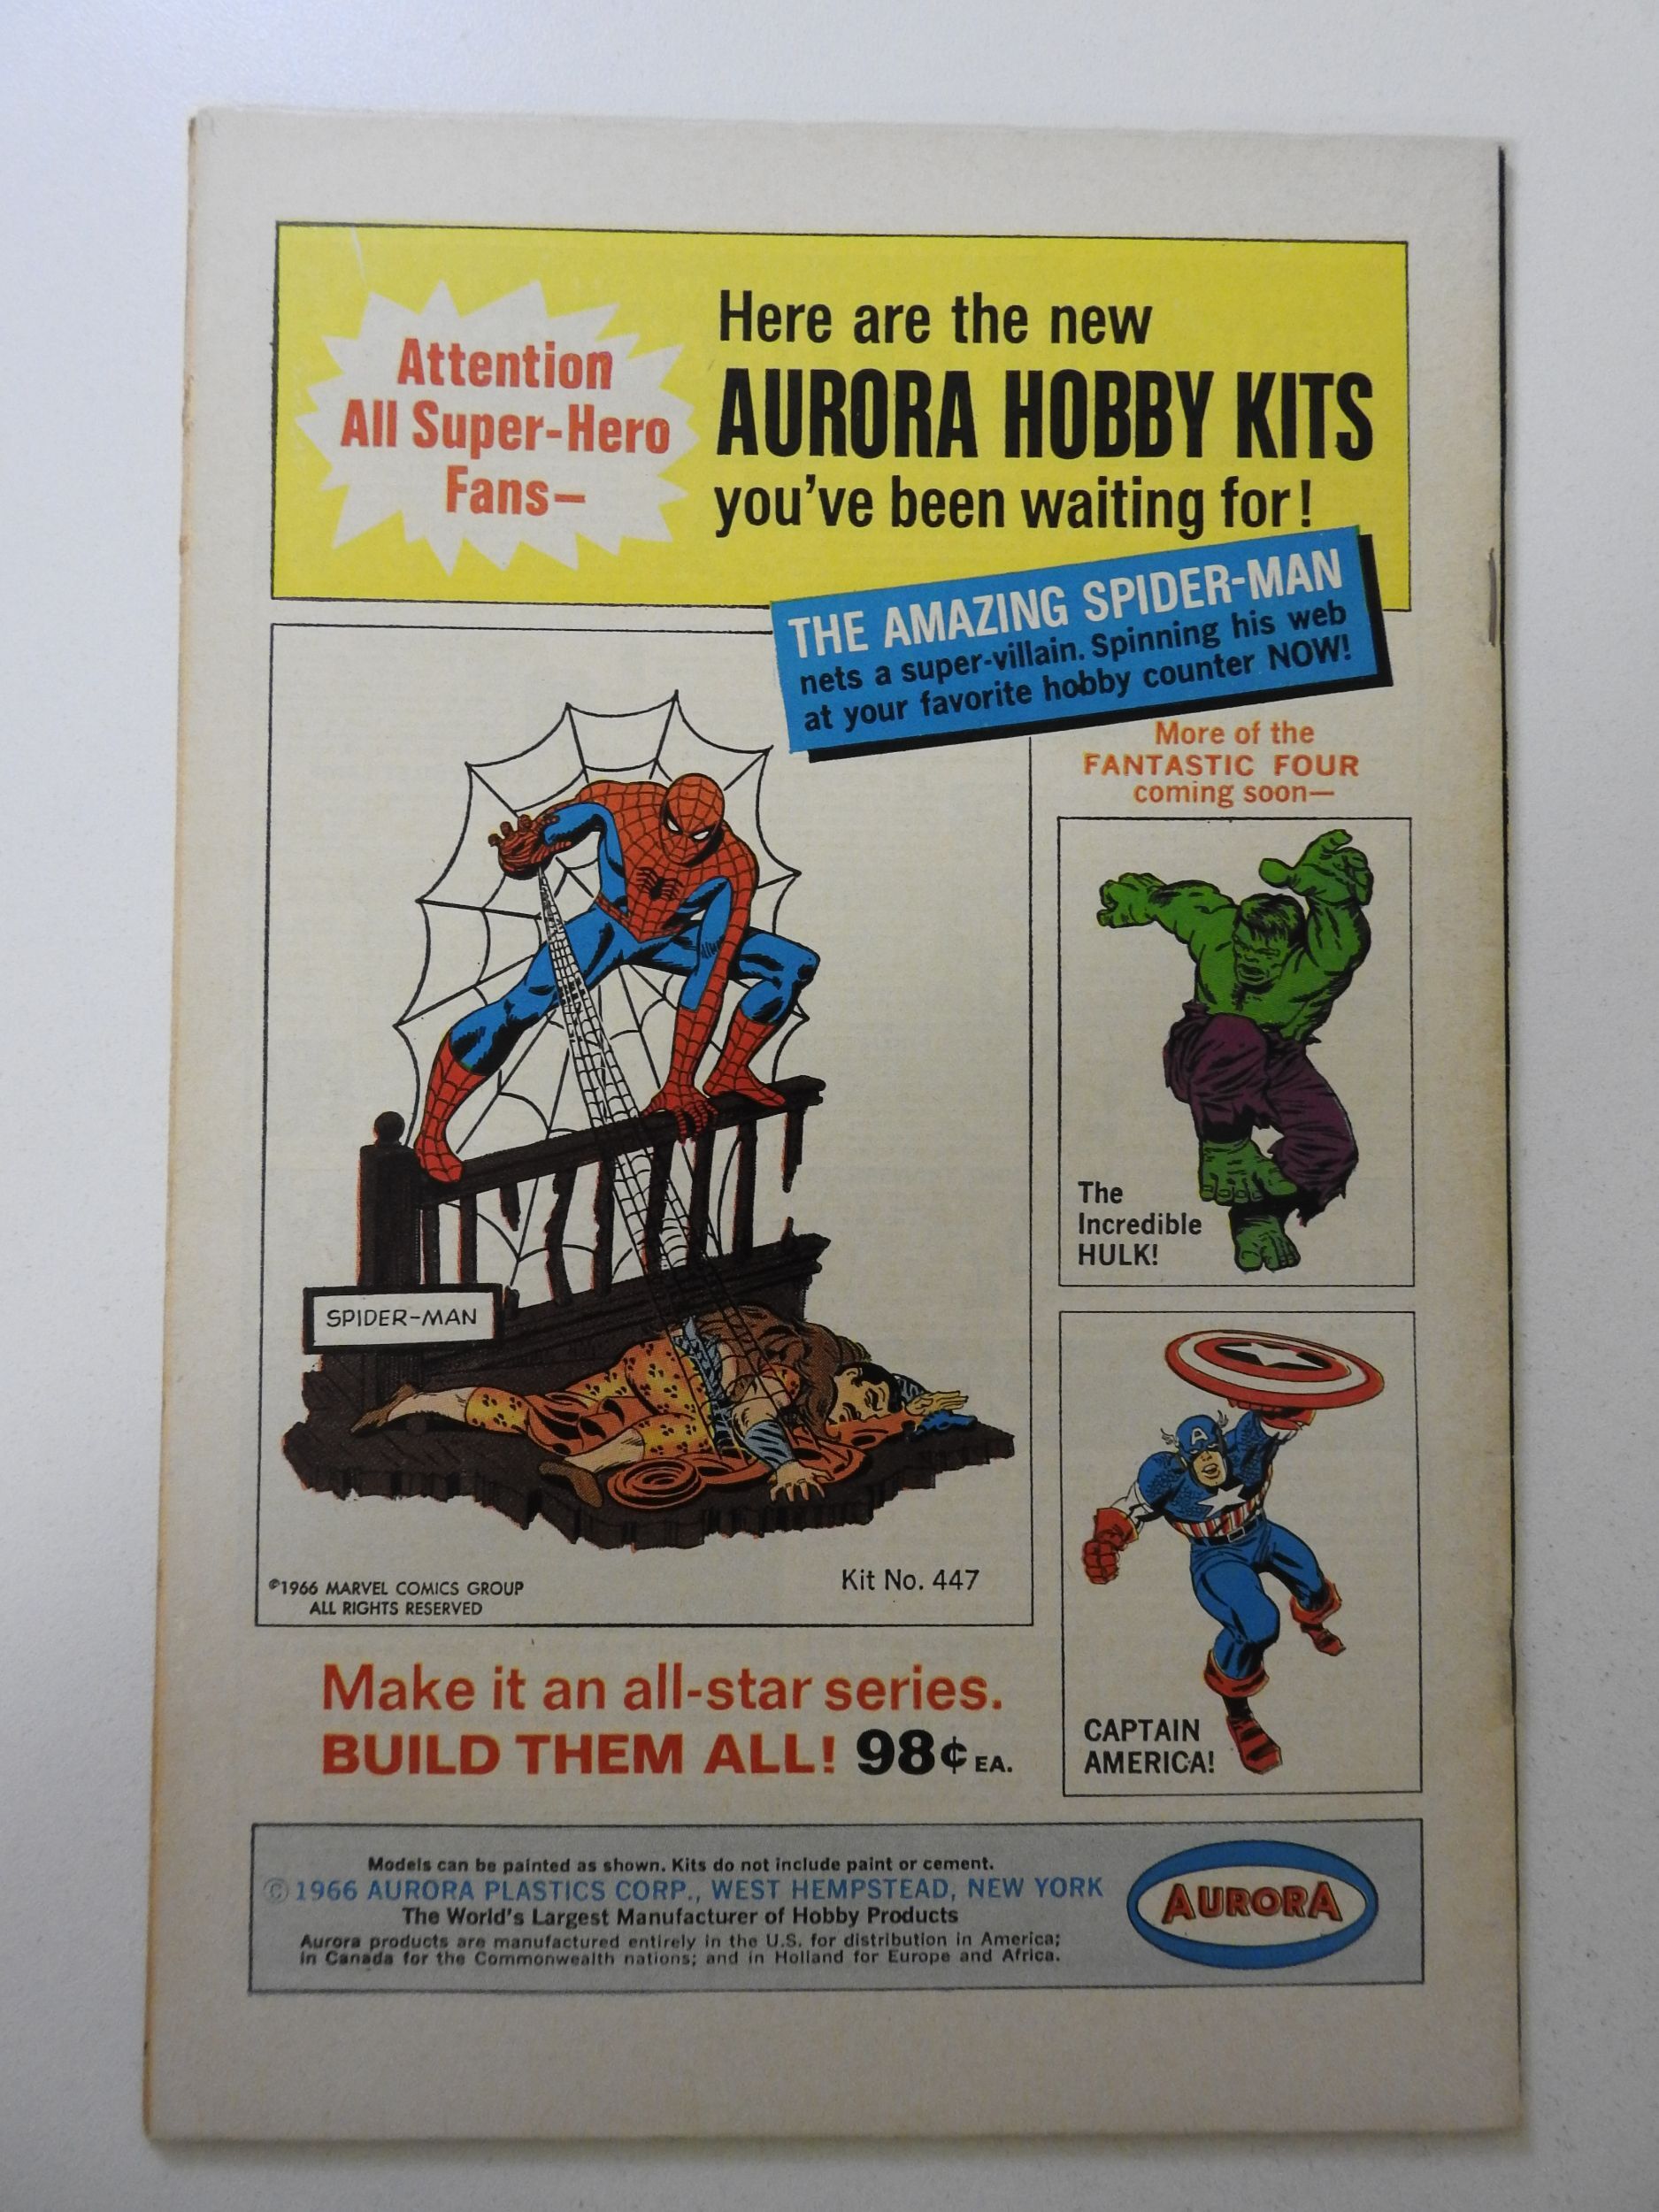 Attention
All Super-Hero
Fans—
Here are the new
AURORA HOBBY KITS
you've been waiting for!
THE AMAZING SPIDER-MAN
nets a super-villain. Spinning his web
at your favorite hobby counter NOW!
More of the
FANTASTIC FOUR
coming soon—
The
Incredible
HULK!
SPIDER-MAN
©1966 MARVEL COMICS GROUP
ALL RIGHTS RESERVED
Kit No. 447
A
CAPTAIN
AMERICA!
Make it an all-star series.
BUILD THEM ALL! 98¢ EA.
Models can be painted as shown. Kits do not include paint or cement.
© 1966 AURORA PLASTICS CORP., WEST HEMPSTEAD, NEW YORK
The World's Largest Manufacturer of Hobby Products
Aurora products are manufactured entirely in the U.S. for distribution in America;
in Canada for the Commonwealth nations; and in Holland for Europe and Africa.
AURORA